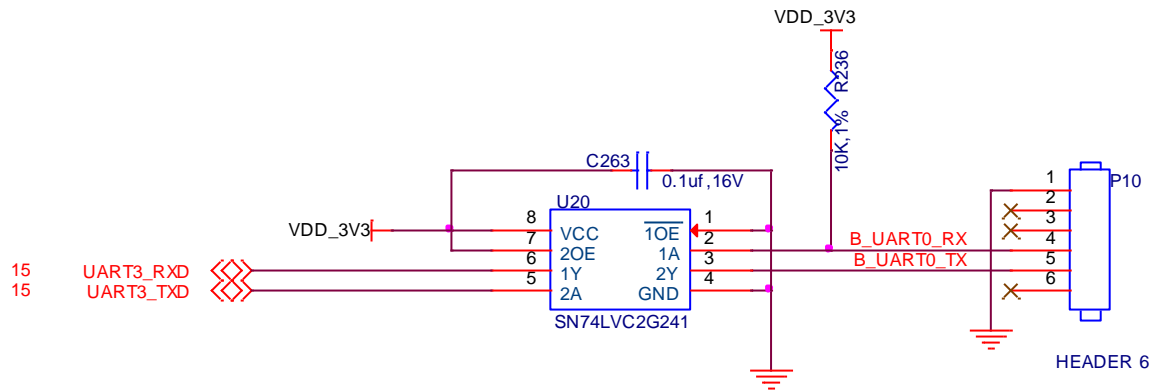 VDD_3V3
R236
10K,1%
C263
0.1uf,16V
P10
1
2
3
4
5
6
U20
VDD_3V3
8 VCC 1OE 1
7 2OE 1A 2 B_UART0_RX
15 UART3_RXD 6 1Y 2Y 3 B_UART0_TX
15 UART3_TXD 5 2A GND 4
SN74LVC2G241
HEADER 6